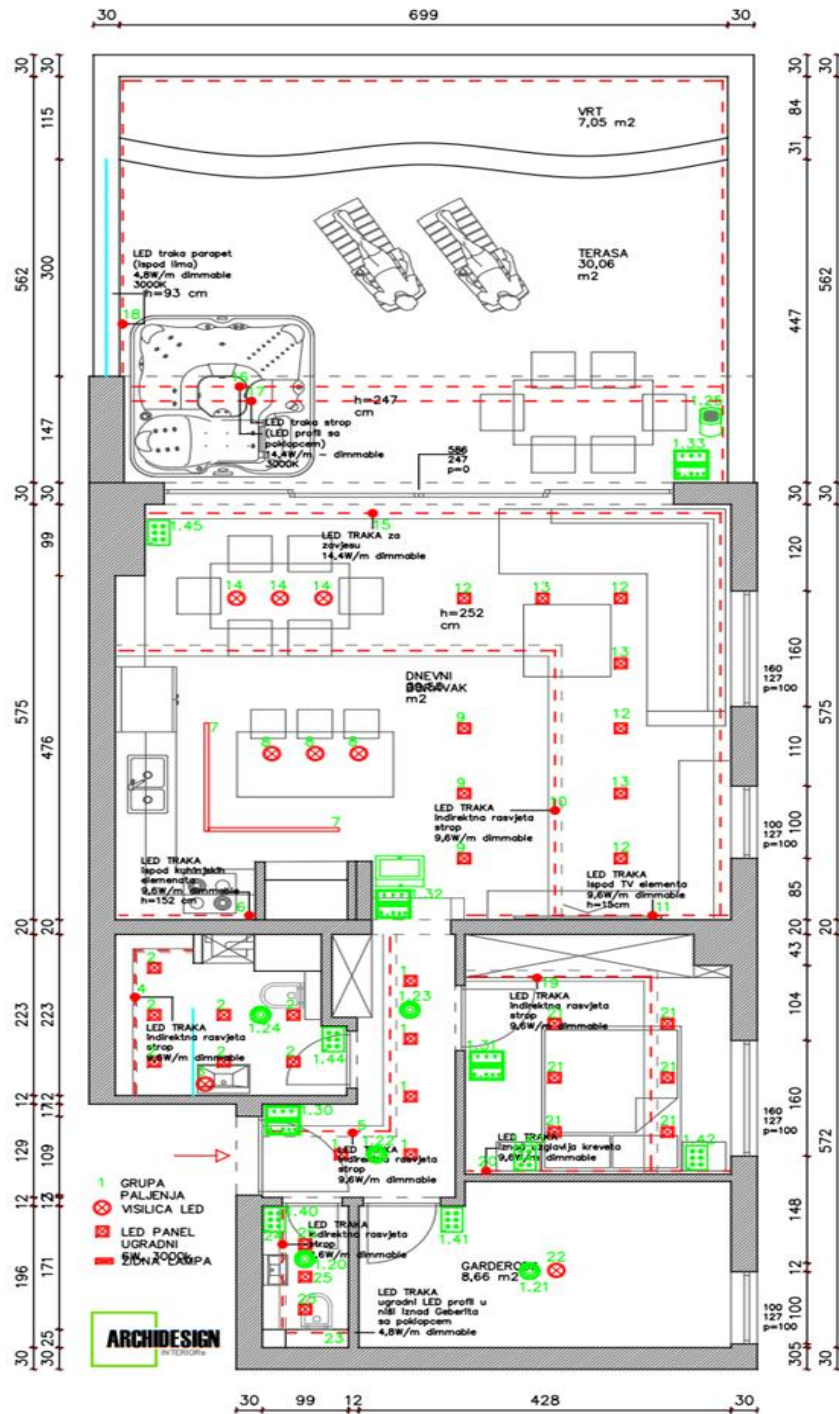 30 699 30
30 30
30 30
115
84
31
VRT
7,05 m2
LED traka parapet
(ispod lima)
4,8W/m dimmable
3000K
h=93 cm
18
TERASA
30,06
m2
562 300
447 562
16
17
h=247
cm
1.25
LED traka strop
(LED profil sa
poklopcem)
14,4W/m - dimmable
3000K
1.33
147
586
247
p=0
30 30
30 30
1.45
15
LED TRAKA za
zavjesu
14,4W/m dimmable
99
120
14 14 14
12 13 12
h=252
cm
13
160
127
p=100
160
DNEVNI
m2
575 476
575
7
8 8 8
9 12
110
9 13
7
10
LED TRAKA
indirektna rasvjeta
strop
9,6W/m dimmable
100
127
p=100
100
LED TRAKA
ispod kuhinjskih
elemenata
9,6W/m dimmable
h=152 cm
6
9 12
LED TRAKA
ispod TV elementa
9,6W/m dimmable
h=15cm
11
85
1.32
20 20
20 20
43
2
4
1
19
104
2 2 2
1.24
1.23
LED TRAKA
indirektna rasvjeta
strop
9,6W/m dimmable
21 21
LED TRAKA
indirektna rasvjeta
strop
9,6W/m dimmable
223 223
1.44
1
1.31
2 2
21 21
160
127
p=100
160
572
12 12
17
1.30
1
5
21 21
1.22
1
LED TRAKA
indirektna rasvjeta
strop
9,6W/m dimmable
LED TRAKA
iznad uzglavlja kreveta
9,6W/m dimmable
20
1.42
129 109
1 GRUPA
PALJENJA
VISILICA LED
LED PANEL
UGRADNI
6W, 3000k
ZIDNA LAMPA
12
148
1.40
1.41
24
LED TRAKA
indirektna rasvjeta
strop
9,6W/m dimmable
1.20
25
25
GARDEROBA
8,66 m2
22
1.21
12
196 171
LED TRAKA
ugradni LED profil u
niši iznad Geberita
sa poklopcem
4,8W/m dimmable
23
100
127
p=100
100
25
30 30
305 30
ARCHIDESIGN
INTERIORs
30 99 12 428 30